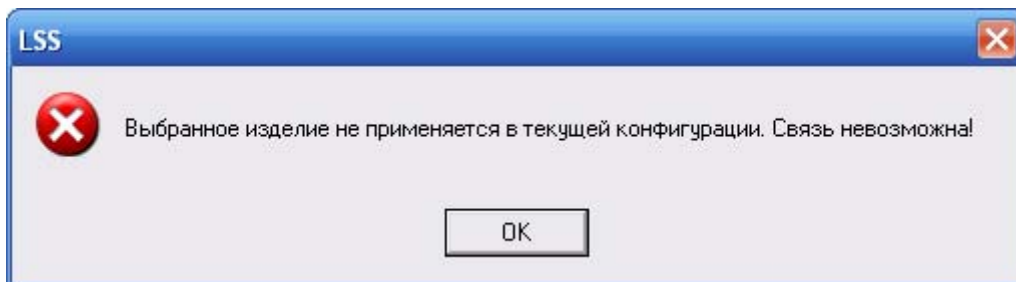 LSS
Выбранное изделие не применяется в текущей конфигурации. Связь невозможна!
OK